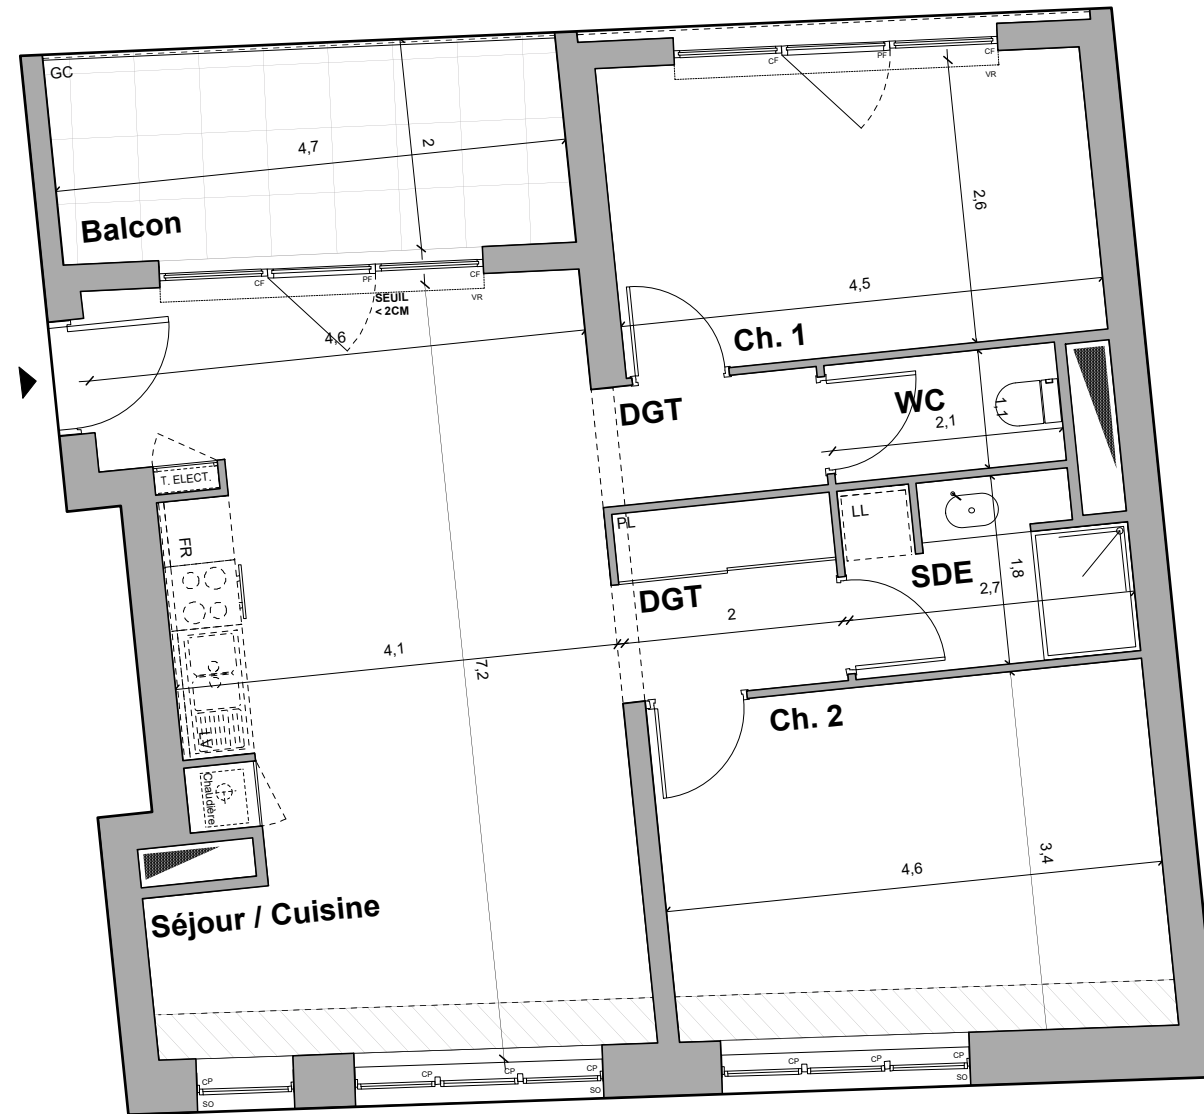 GC
4,7
2
Balcon
CF
PF
CF
VR
SEUIL
< 2CM
4,6
CF
PF
CF
VR
2,6
4,5
Ch. 1
DGT
WC
1,1
2,1
T. ELECT.
FR
PL
LL
SDE
1,8
2,7
DGT
2
4,1
7,2
LV
Chaudière
Ch. 2
4,6
3,4
Séjour / Cuisine
CP
SO
CP
CP
CP
SO
CP
CP
CP
SO